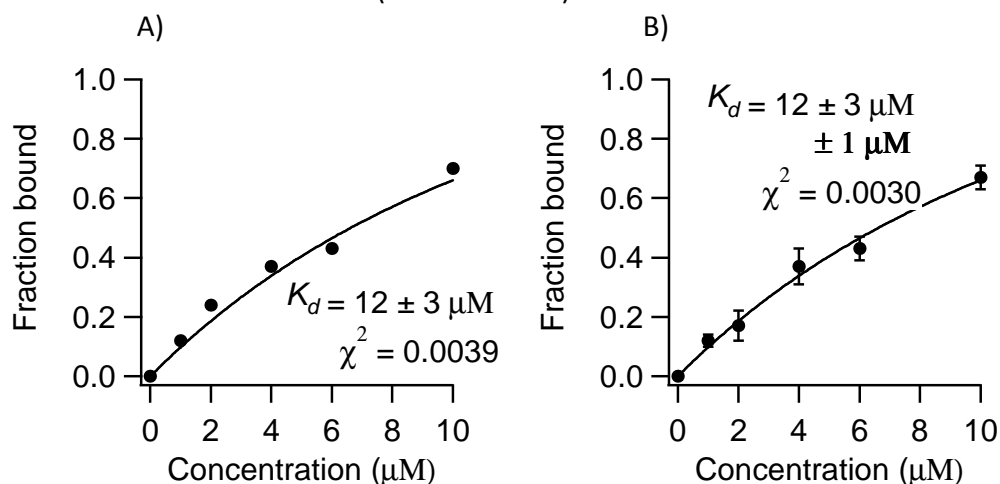 A)
1.0
0.8
0.6
0.4
0.2
0.0
Fraction bound
K_d = 12 ± 3 μM
χ² = 0.0039
0 2 4 6 8 10
Concentration (μM)
B)
1.0
0.8
0.6
0.4
0.2
0.0
Fraction bound
K_d = 12 ± 3 μM
± 1 μM
χ² = 0.0030
0 2 4 6 8 10
Concentration (μM)